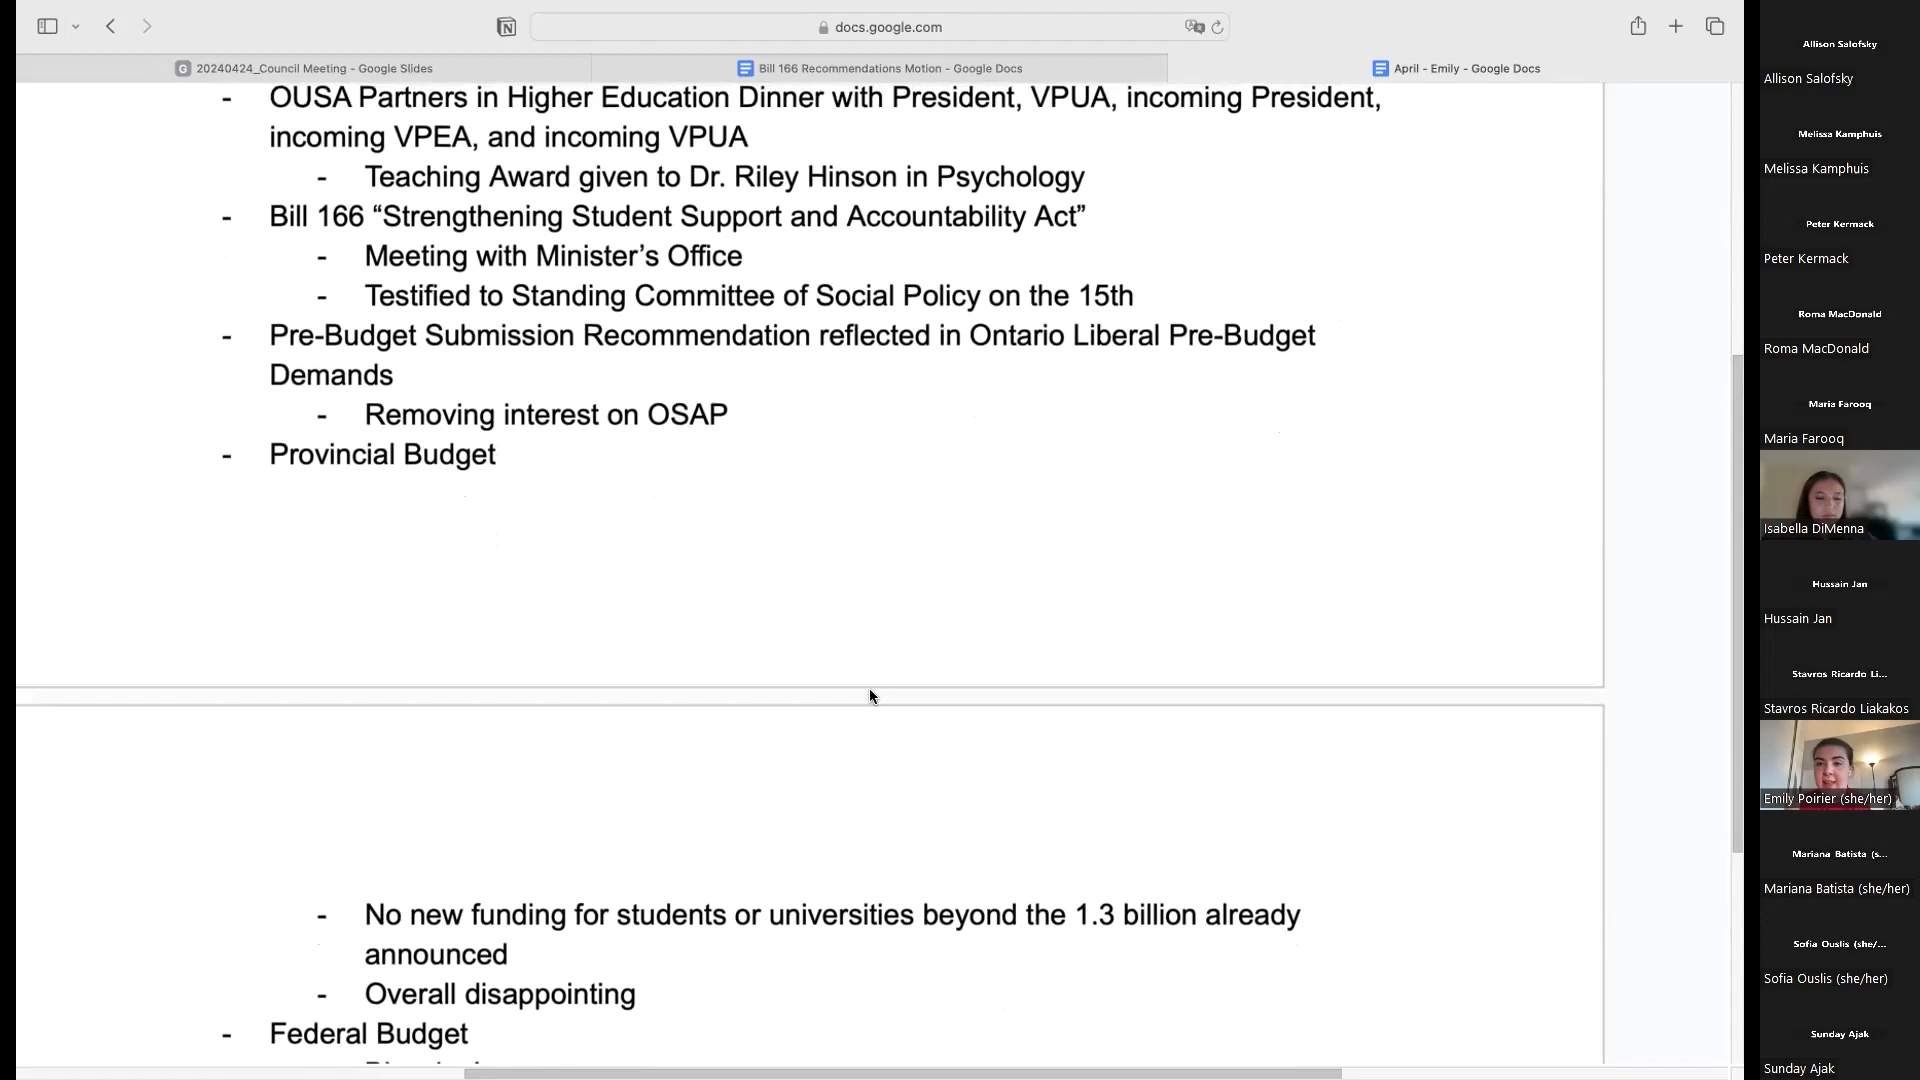 docs.google.com
20240424_Council Meeting - Google Slides
Bill 166 Recommendations Motion - Google Docs
April - Emily - Google Docs
- OUSA Partners in Higher Education Dinner with President, VPUA, incoming President,
incoming VPEA, and incoming VPUA
- Teaching Award given to Dr. Riley Hinson in Psychology
- Bill 166 “Strengthening Student Support and Accountability Act”
- Meeting with Minister’s Office
- Testified to Standing Committee of Social Policy on the 15th
- Pre-Budget Submission Recommendation reflected in Ontario Liberal Pre-Budget
Demands
- Removing interest on OSAP
- Provincial Budget
- No new funding for students or universities beyond the 1.3 billion already
announced
- Overall disappointing
- Federal Budget
Allison Salofsky
Allison Salofsky
Melissa Kamphuis
Melissa Kamphuis
Peter Kermack
Peter Kermack
Roma MacDonald
Roma MacDonald
Maria Farooq
Maria Farooq
Isabella DiMenna
Hussain Jan
Hussain Jan
Stavros Ricardo Li...
Stavros Ricardo Liakakos
Emily Poirier (she/her)
Mariana Batista (s...
Mariana Batista (she/her)
Sofia Ouslis (she/...
Sofia Ouslis (she/her)
Sunday Ajak
Sunday Ajak